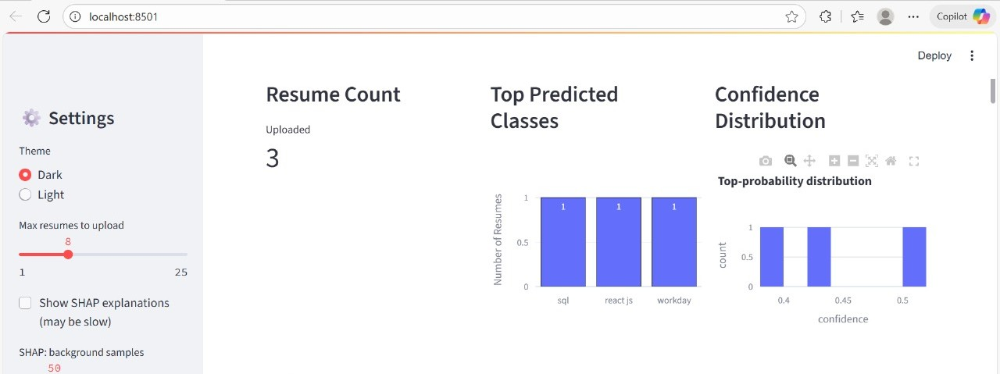 localhost:8501
Copilot
Deploy
Settings
Theme
Dark
Light
Max resumes to upload
8
1
25
Show SHAP explanations
(may be slow)
SHAP: background samples
50
Resume Count
Uploaded
3
Top Predicted
Classes
Number of Resumes
1
0.5
0
1
1
1
sql
react js
workday
Confidence
Distribution
Top-probability distribution
count
1
0.5
0
0.4
0.45
0.5
confidence